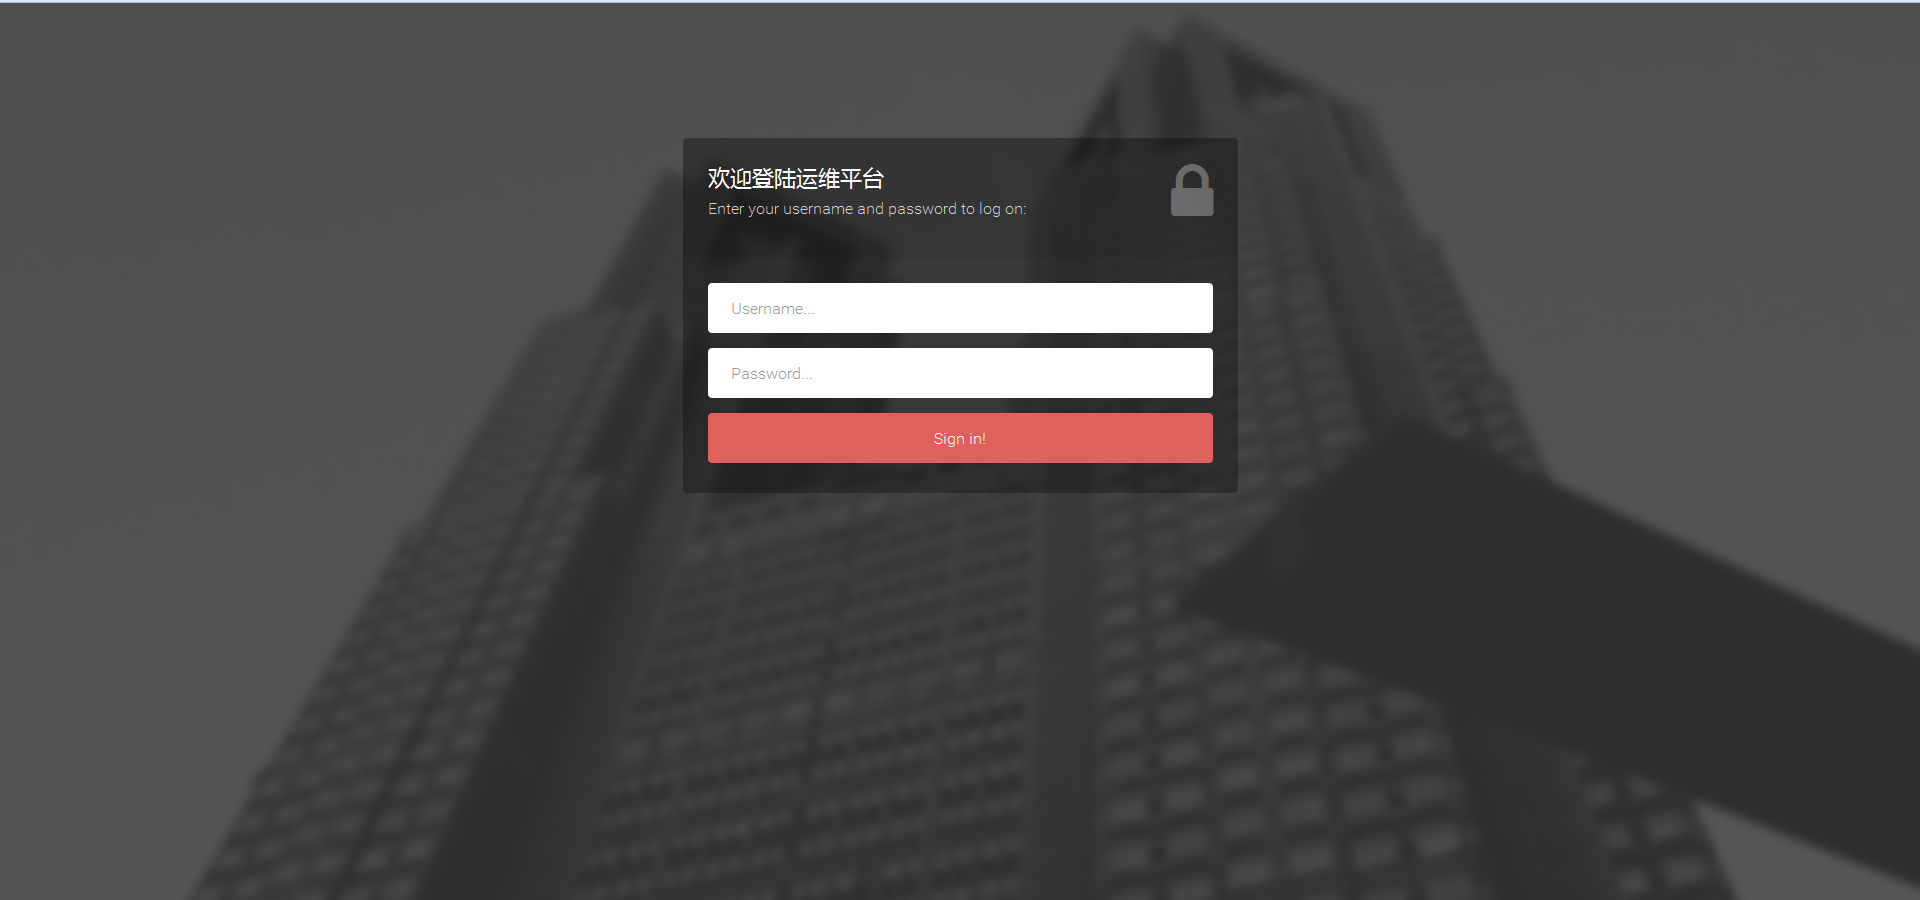 欢迎登陆运维平台
Enter your username and password to log on:
Username...
Password...
Sign in!